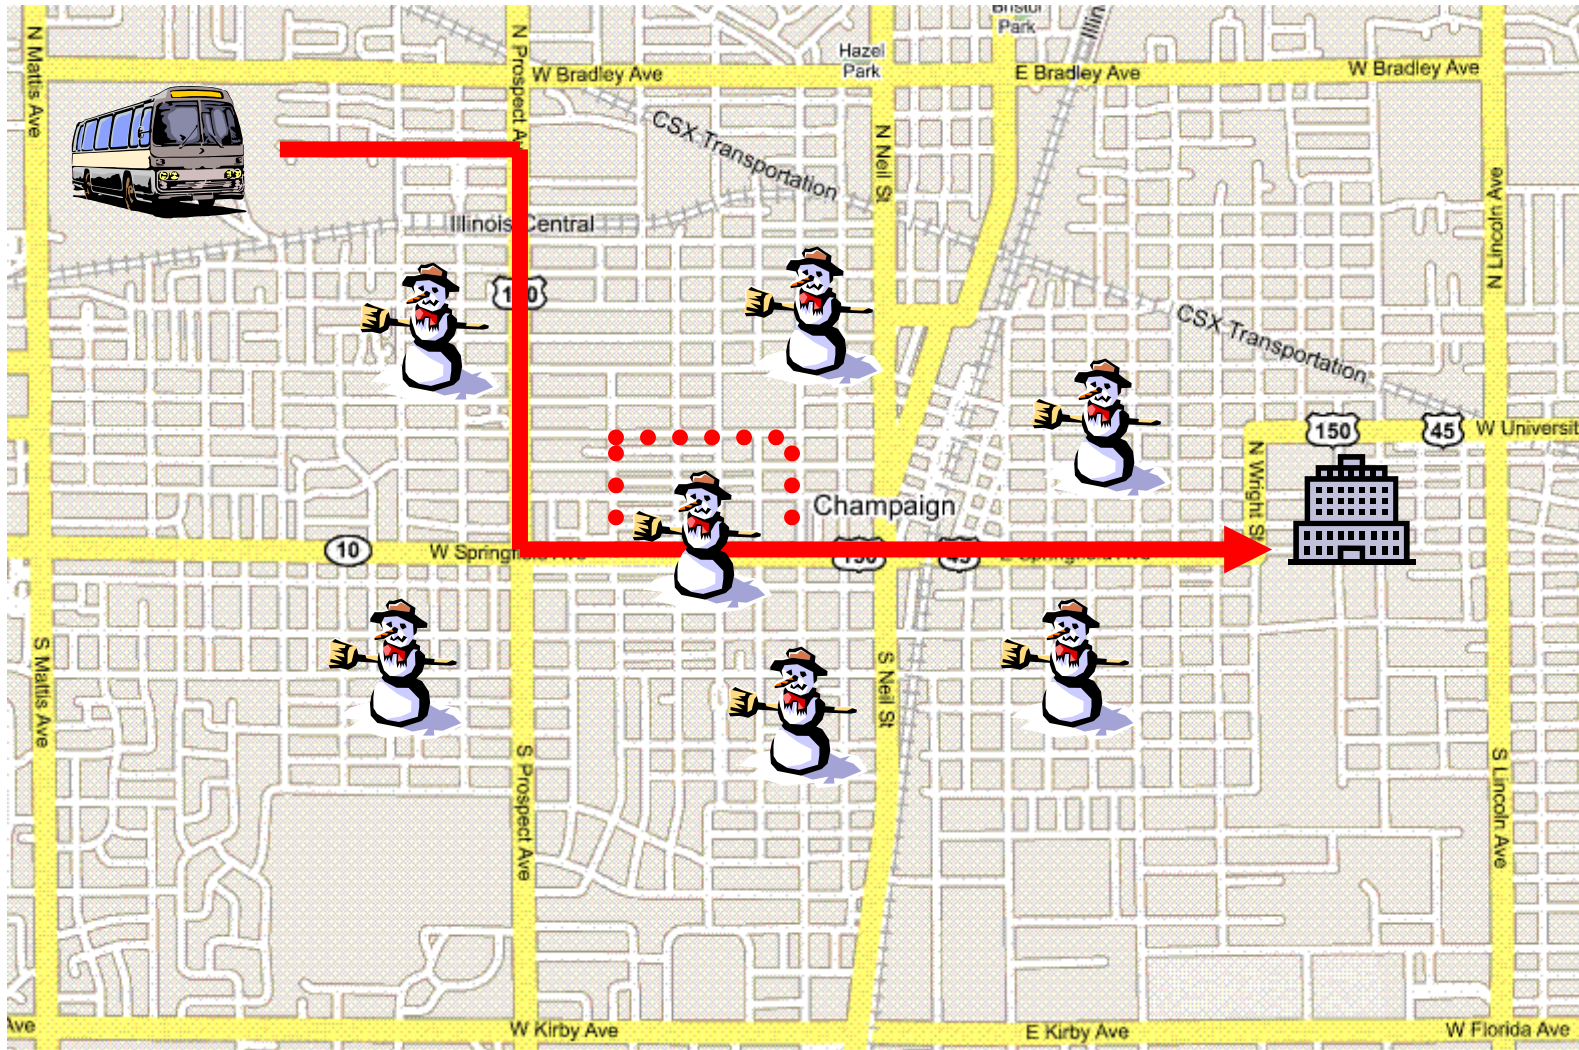 Bristol
Park
Hazel
Park
N Mattis Ave
N Prospect Av
W Bradley Ave
E Bradley Ave
W Bradley Ave
CSX Transportation
N Neil St
N Lincoln Ave
Illinois Central
CSX Transportation
150
45
W Universit
N Wright St
Champaign
10
W Springfield Ave
45
S Mattis Ave
S Neil St
S Prospect Ave
S Lincoln Ave
Ave
W Kirby Ave
E Kirby Ave
W Florida Ave